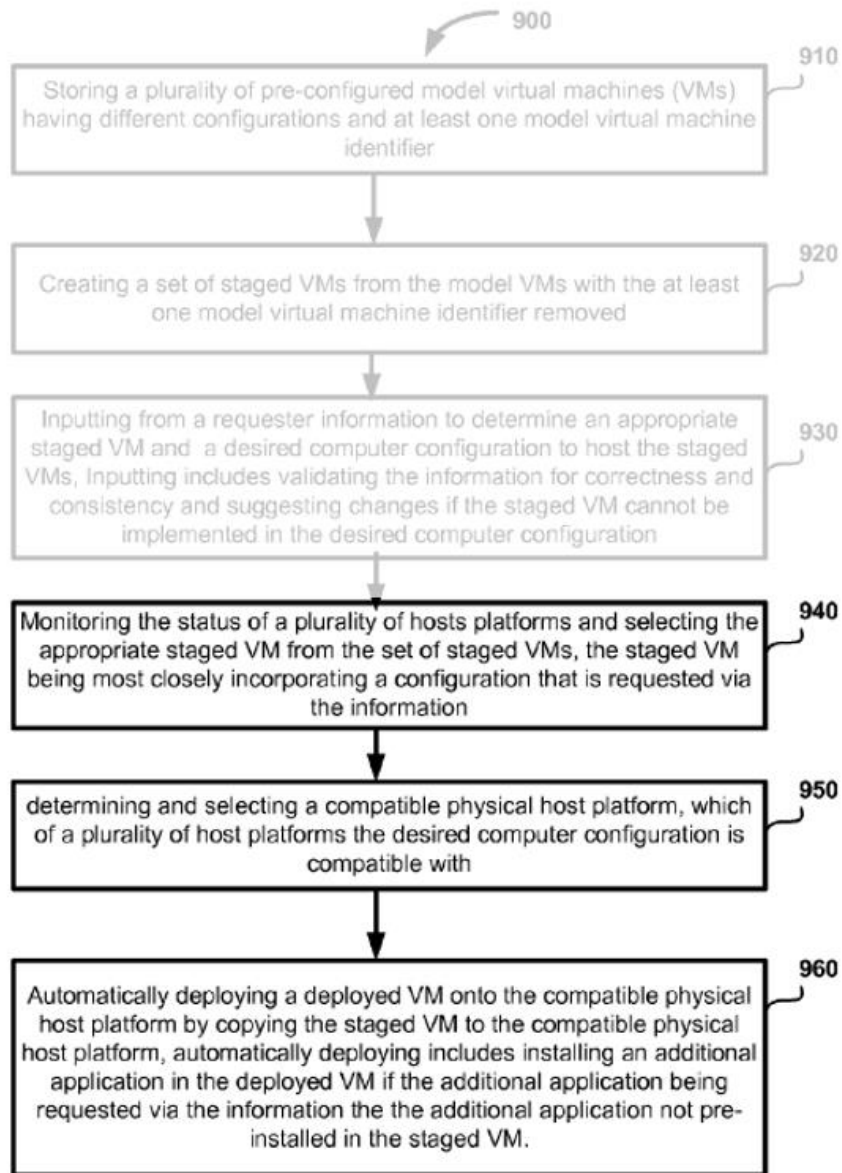 900
910
Storing a plurality of pre-configured model virtual machines (VMs)
having different configurations and at least one model virtual machine
identifier
920
Creating a set of staged VMs from the model VMs with the at least
one model virtual machine identifier removed
930
Inputting from a requester information to determine an appropriate
staged VM and a desired computer configuration to host the staged
VMs, Inputting includes validating the information for correctness and
consistency and suggesting changes if the staged VM cannot be
implemented in the desired computer configuration
940
Monitoring the status of a plurality of hosts platforms and selecting the
appropriate staged VM from the set of staged VMs, the staged VM
being most closely incorporating a configuration that is requested via
the information
950
determining and selecting a compatible physical host platform, which
of a plurality of host platforms the desired computer configuration is
compatible with
960
Automatically deploying a deployed VM onto the compatible physical
host platform by copying the staged VM to the compatible physical
host platform, automatically deploying includes installing an additional
application in the deployed VM if the additional application being
requested via the information the the additional application not pre-
installed in the staged VM.